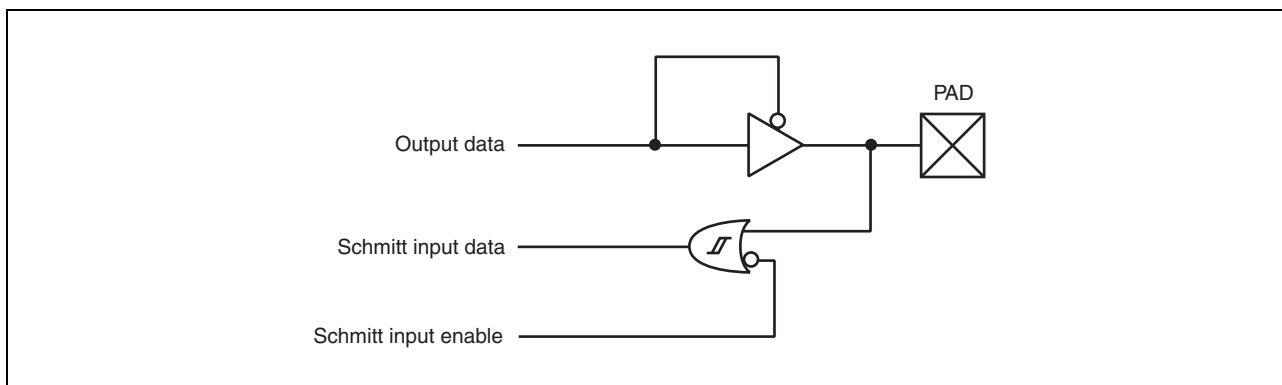 PAD
Output data
Schmitt input data
Schmitt input enable